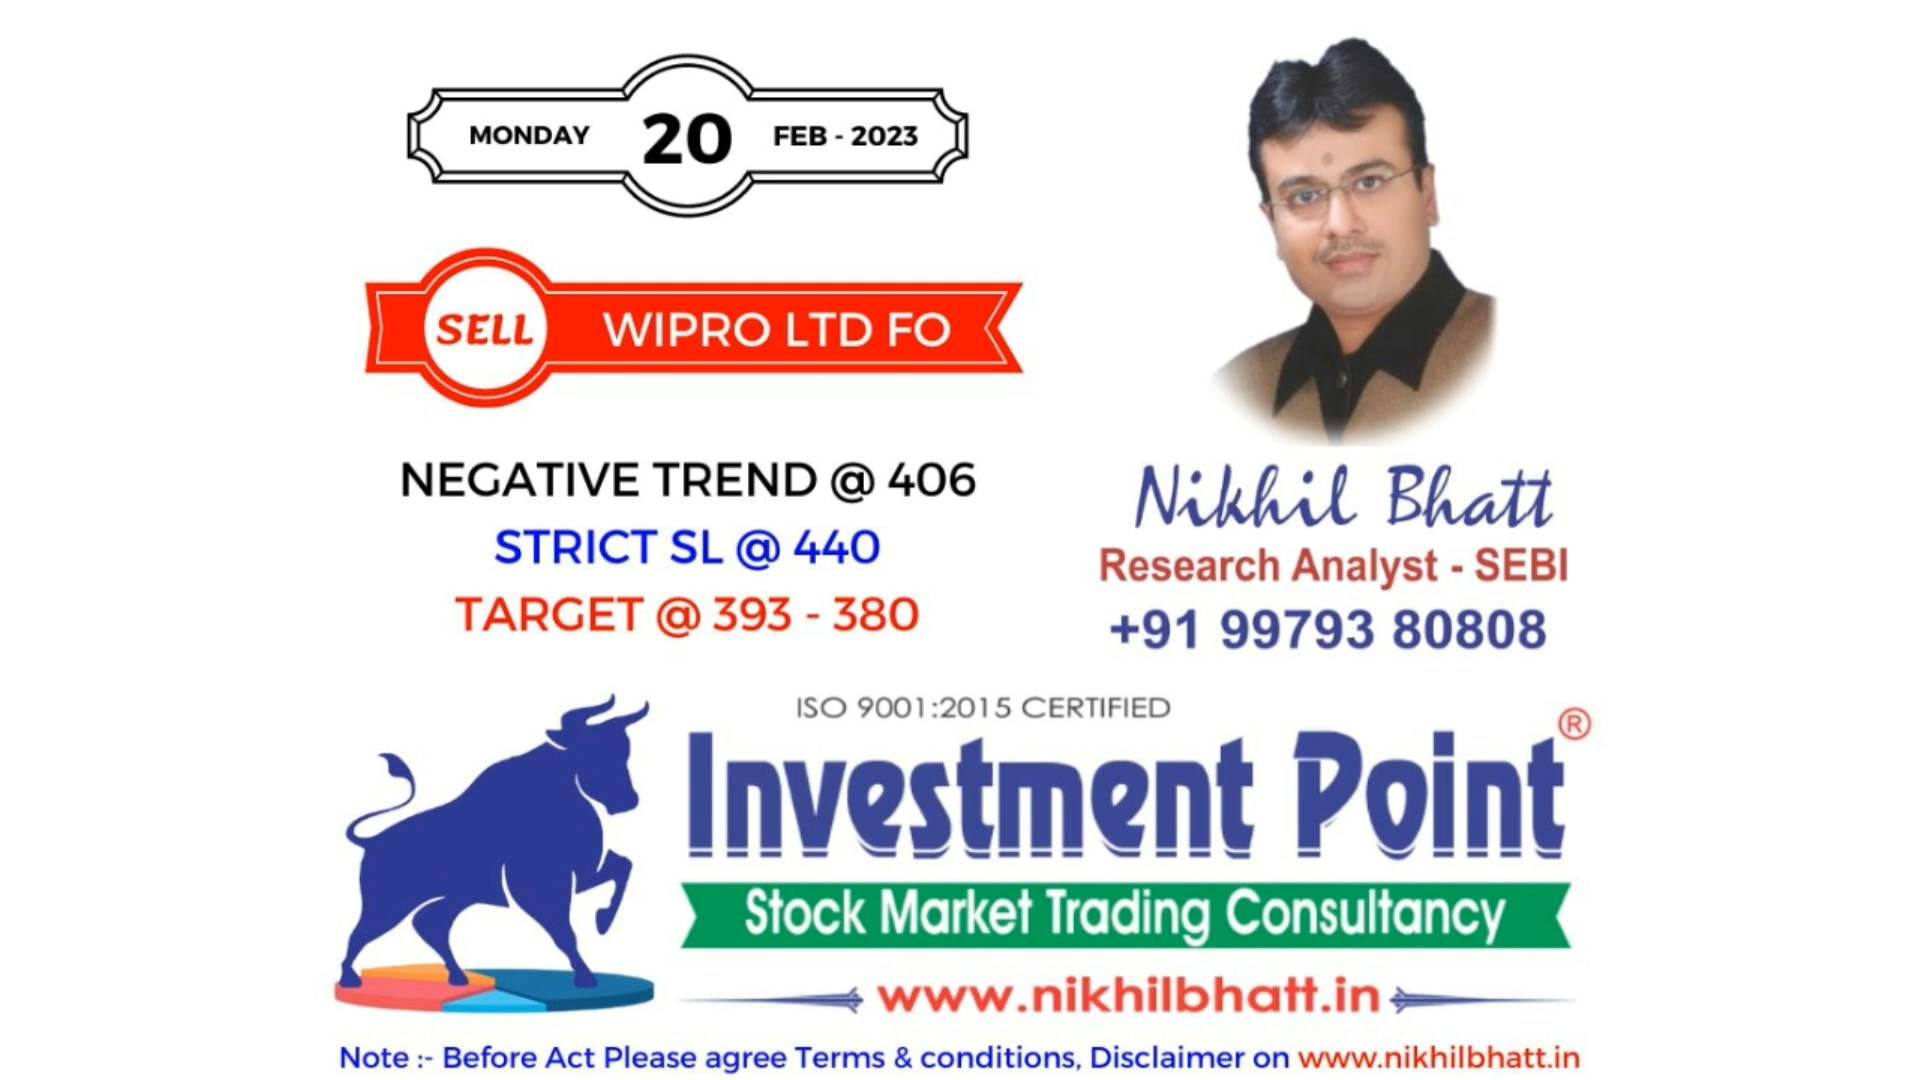 MONDAY 20 FEB - 2023
SELL WIPRO LTD FO
NEGATIVE TREND @ 406
STRICT SL @ 440
TARGET @ 393 - 380
Nikhil Bhatt
Research Analyst - SEBI
+91 99793 80808
ISO 9001:2015 CERTIFIED
Investment Point®
Stock Market Trading Consultancy
www.nikhilbhatt.in
Note :- Before Act Please agree Terms & conditions, Disclaimer on www.nikhilbhatt.in